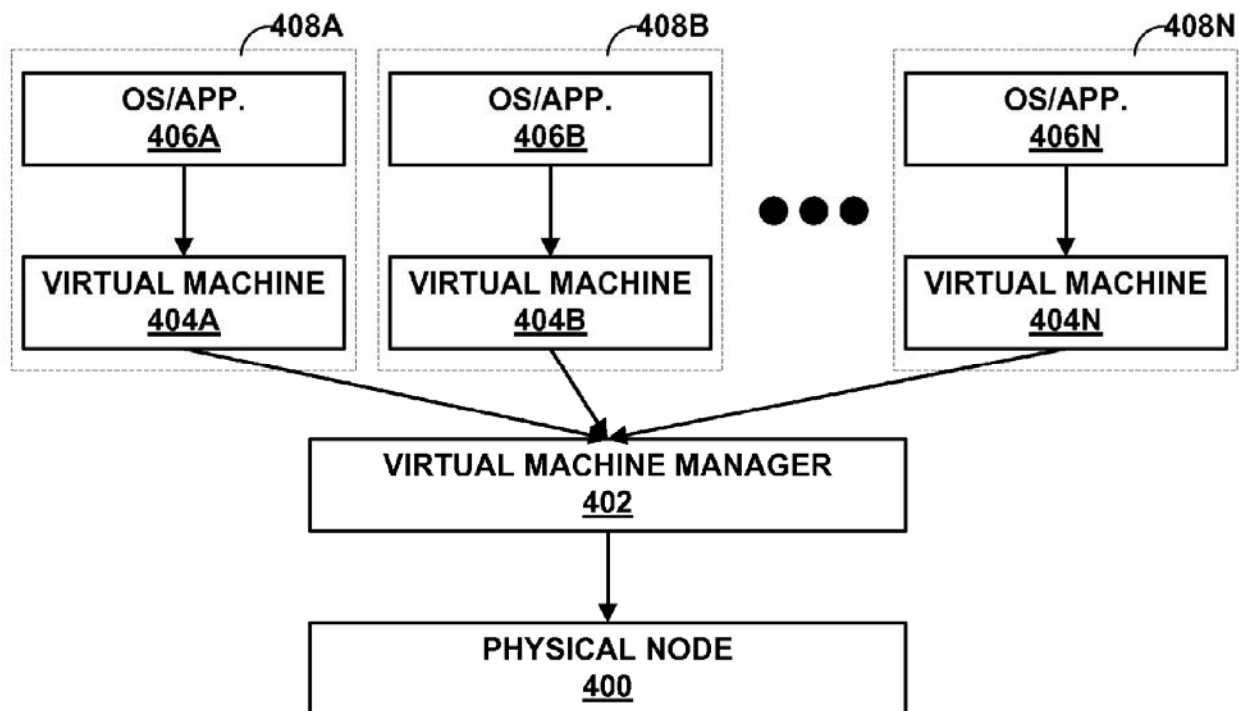 408A
408B
408N
OS/APP.
406A
OS/APP.
406B
OS/APP.
406N
VIRTUAL MACHINE
404A
VIRTUAL MACHINE
404B
VIRTUAL MACHINE
404N
VIRTUAL MACHINE MANAGER
402
PHYSICAL NODE
400